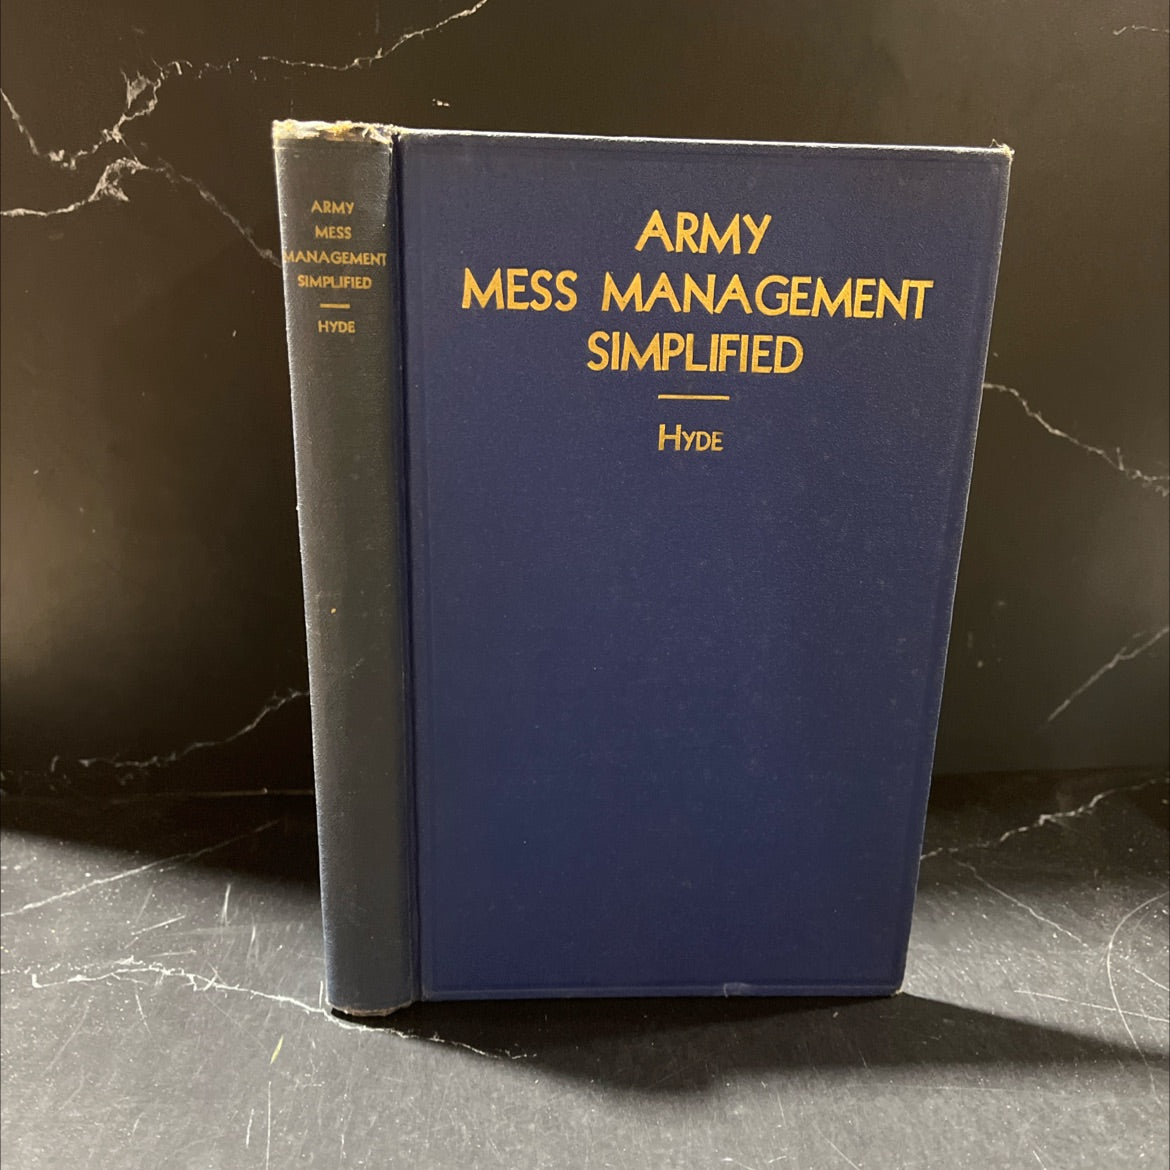 ARMY
MESS
MANAGEMENT
SIMPLIFIED
HYDE
ARMY
MESS MANAGEMENT
SIMPLIFIED
HYDE